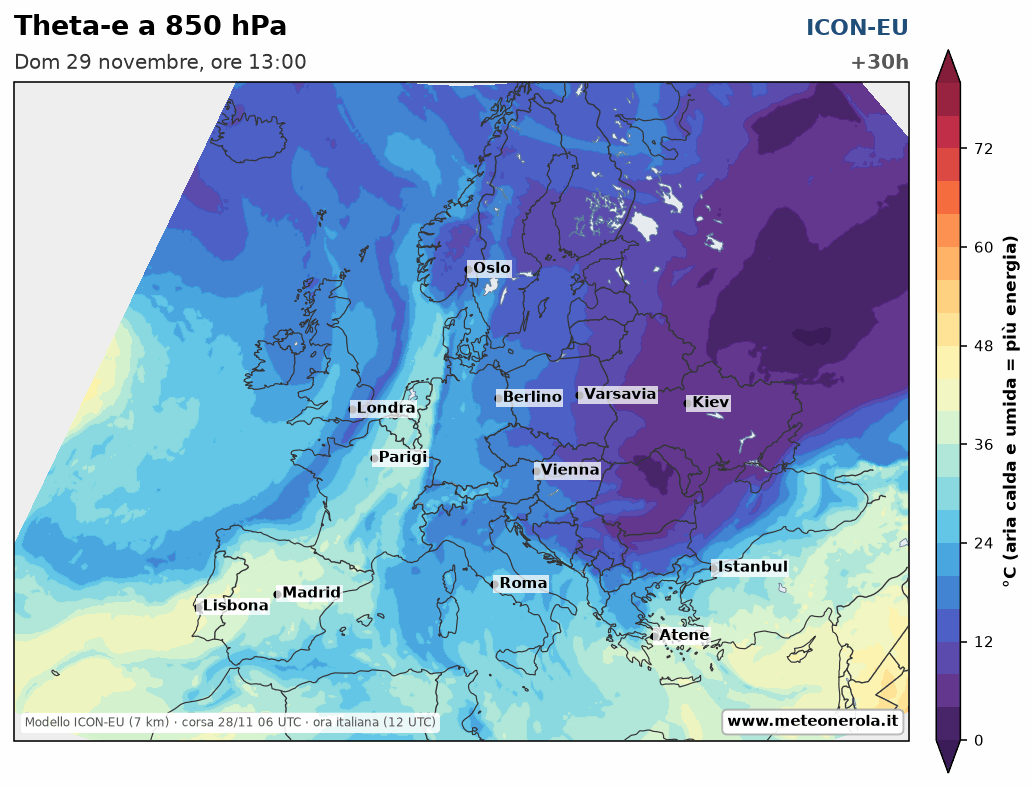 Theta-e a 850 hPa
ICON-EU
Dom 29 novembre, ore 13:00
+30h
72
60
48
36
24
12
0
°C (aria calda e umida = più energia)
Oslo
Berlino
Varsavia
Kiev
Londra
Parigi
Vienna
Istanbul
Roma
Madrid
Lisbona
Atene
Modello ICON-EU (7 km) · corsa 28/11 06 UTC · ora italiana (12 UTC)
www.meteonerola.it